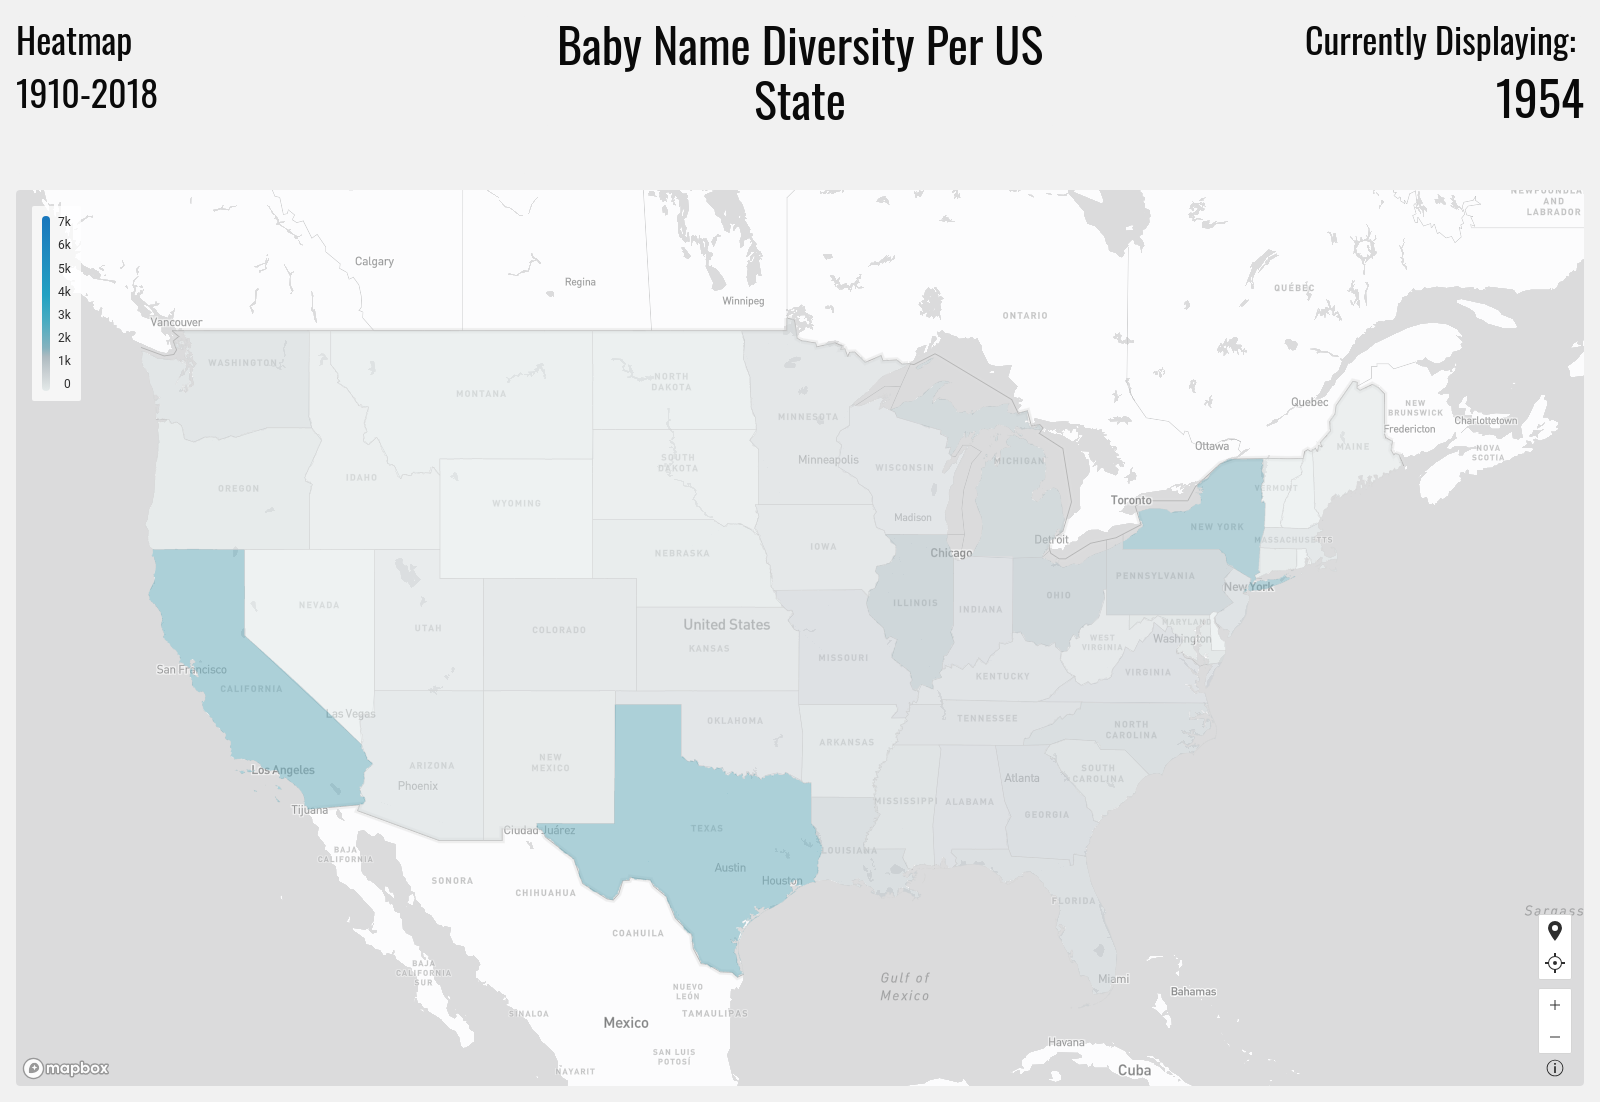 Heatmap
1910-2018
Baby Name Diversity Per US
State
Currently Displaying:
1954
7k
6k
5k
4k
3k
2k
1k
0
NEWFOUNDLA
AND
LABRADOR
Calgary
Regina
Winnipeg
ONTARIO
QUÉBEC
Vancouver
WASHINGTON
MONTANA
NORTH
DAKOTA
MINNESOTA
Quebec
NEW
BRUNSWICK
Fredericton
Charlottetown
NOVA
SCOTIA
MAINE
Ottawa
OREGON
IDAHO
SOUTH
DAKOTA
Minneapolis
WISCONSIN
MICHIGAN
VERMONT
WYOMING
Madison
Toronto
NEW YORK
MASSACHUSETTS
Detroit
Chicago
IOWA
NEBRASKA
PENNSYLVANIA
New York
NEVADA
UTAH
COLORADO
United States
KANSAS
ILLINOIS
INDIANA
OHIO
MARYLAND
Washington
WEST
VIRGINIA
VIRGINIA
MISSOURI
KENTUCKY
San Francisco
CALIFORNIA
Las Vegas
OKLAHOMA
TENNESSEE
NORTH
CAROLINA
ARKANSAS
Los Angeles
ARIZONA
Phoenix
NEW
MEXICO
Atlanta
SOUTH
CAROLINA
Tijuana
Ciudad Juárez
TEXAS
MISSISSIPPI
ALABAMA
GEORGIA
LOUISIANA
BAJA
CALIFORNIA
SONORA
CHIHUAHUA
Austin
Houston
FLORIDA
Sargass
COAHUILA
BAJA
CALIFORNIA
SUR
Gulf of
Mexico
Miami
Bahamas
NUEVO
LEÓN
SINALOA
Mexico
TAMAULIPAS
Havana
Cuba
SAN LUIS
POTOSÍ
NAYARIT
mapbox
+
−